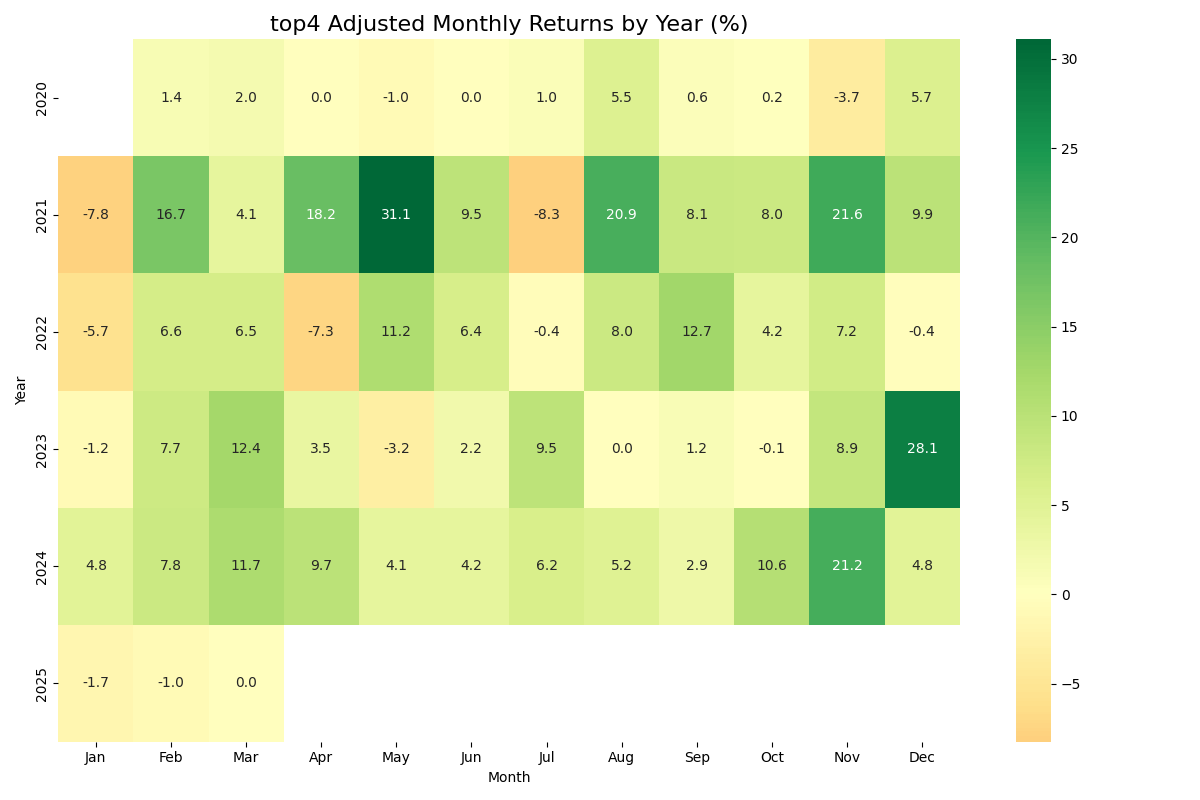 top4 Adjusted Monthly Returns by Year (%)
2020 1.4 2.0 0.0 -1.0 0.0 1.0 5.5 0.6 0.2 -3.7 5.7
2021 -7.8 16.7 4.1 18.2 31.1 9.5 -8.3 20.9 8.1 8.0 21.6 9.9
2022 -5.7 6.6 6.5 -7.3 11.2 6.4 -0.4 8.0 12.7 4.2 7.2 -0.4
2023 -1.2 7.7 12.4 3.5 -3.2 2.2 9.5 0.0 1.2 -0.1 8.9 28.1
2024 4.8 7.8 11.7 9.7 4.1 4.2 6.2 5.2 2.9 10.6 21.2 4.8
2025 -1.7 -1.0 0.0
Jan Feb Mar Apr May Jun Jul Aug Sep Oct Nov Dec
Month
Year
30
25
20
15
10
5
0
−5